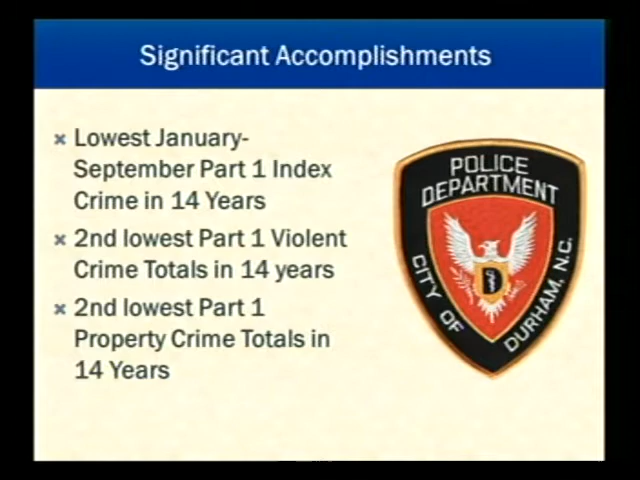 Significant Accomplishments
Lowest January-
September Part 1 Index
Crime in 14 Years
2nd lowest Part 1 Violent
Crime Totals in 14 years
2nd lowest Part 1
Property Crime Totals in
14 Years
POLICE
DEPARTMENT
D
CITY OF
DURHAM, N.C.